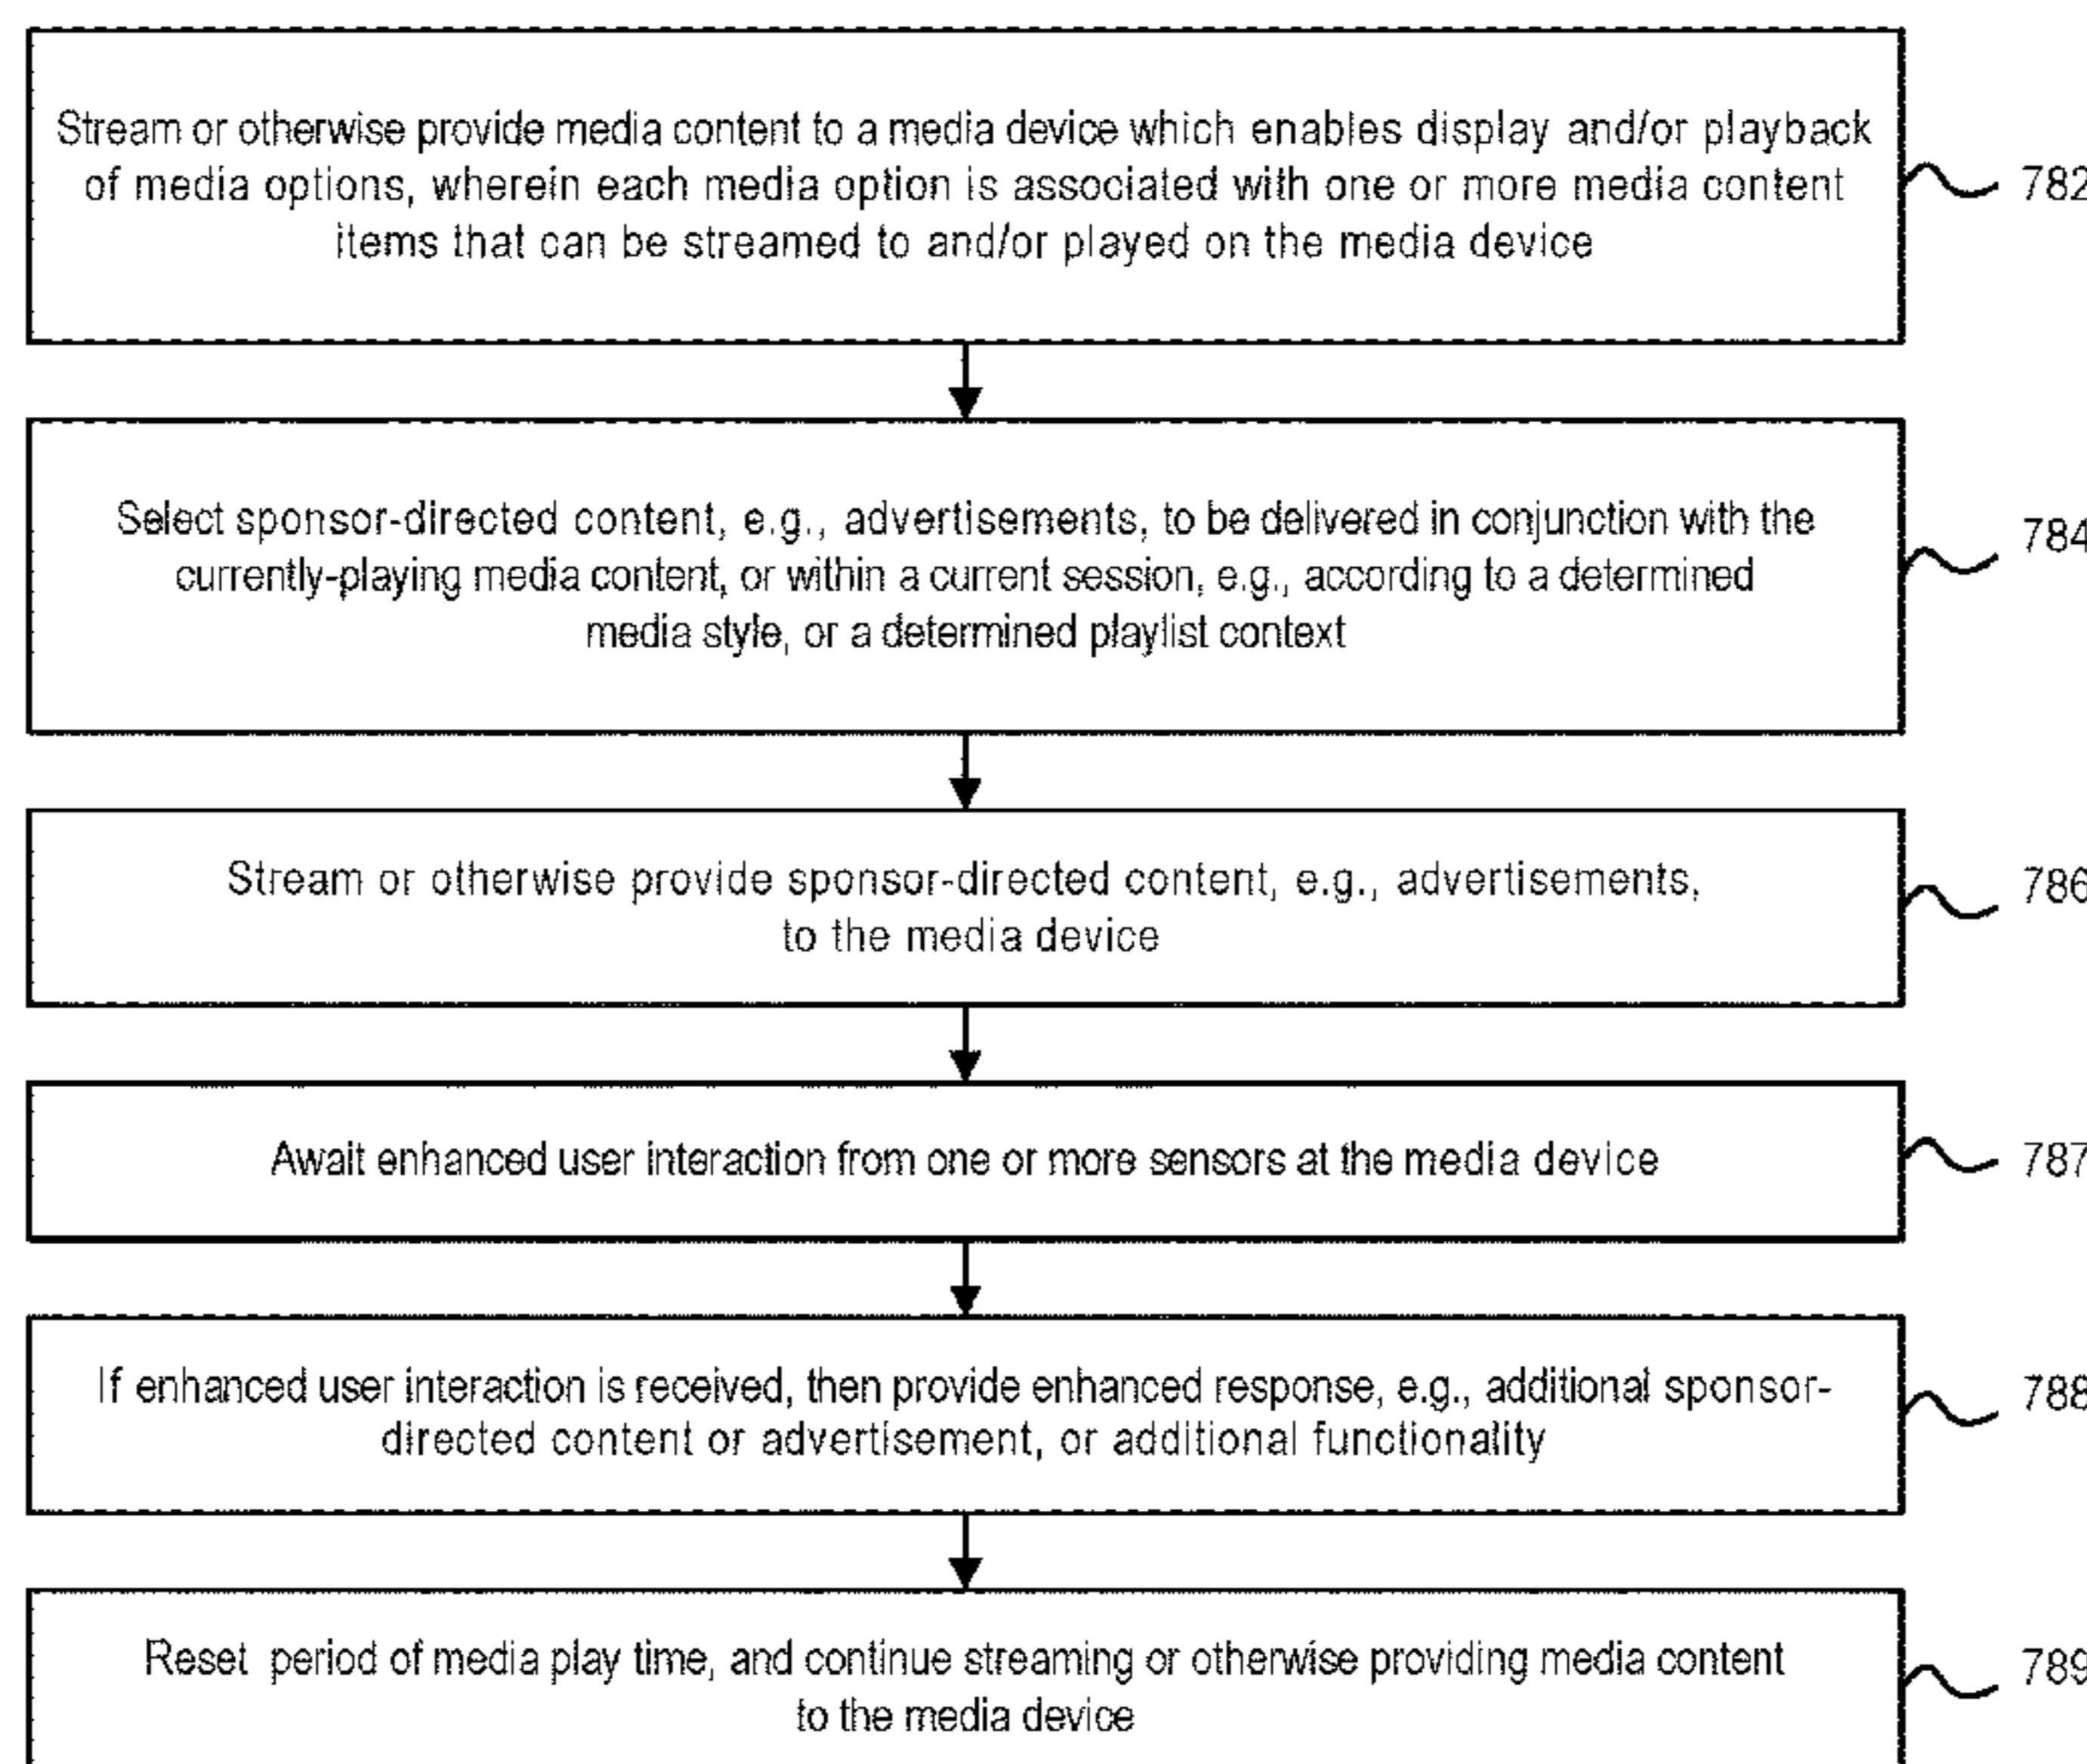 Stream or otherwise provide media content to a media device which enables display and/or playback
of media options, wherein each media option is associated with one or more media content
items that can be streamed to and/or played on the media device
782
Select sponsor-directed content, e.g., advertisements, to be delivered in conjunction with the
currently-playing media content, or within a current session, e.g., according to a determined
media style, or a determined playlist context
784
Stream or otherwise provide sponsor-directed content, e.g., advertisements,
to the media device
786
Await enhanced user interaction from one or more sensors at the media device
787
If enhanced user interaction is received, then provide enhanced response, e.g., additional sponsor-
directed content or advertisement, or additional functionality
788
Reset period of media play time, and continue streaming or otherwise providing media content
to the media device
789